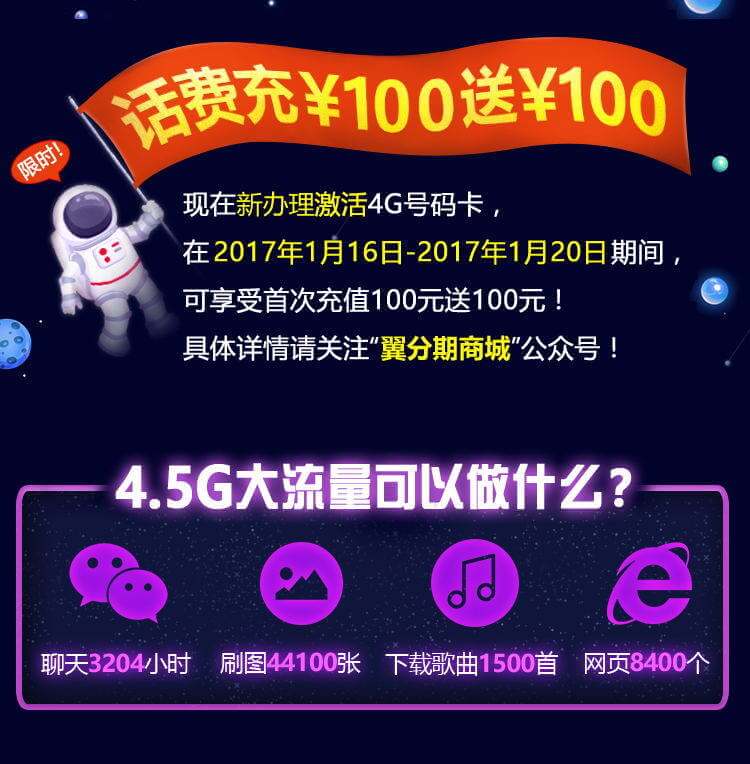 话费充¥100送¥100
限时!
现在新办理激活4G号码卡，
在2017年1月16日-2017年1月20日期间，
可享受首次充值100元送100元！
具体详情请关注“翼分期商城”公众号！
4.5G大流量可以做什么?
聊天3204小时 刷图44100张 下载歌曲1500首 网页8400个